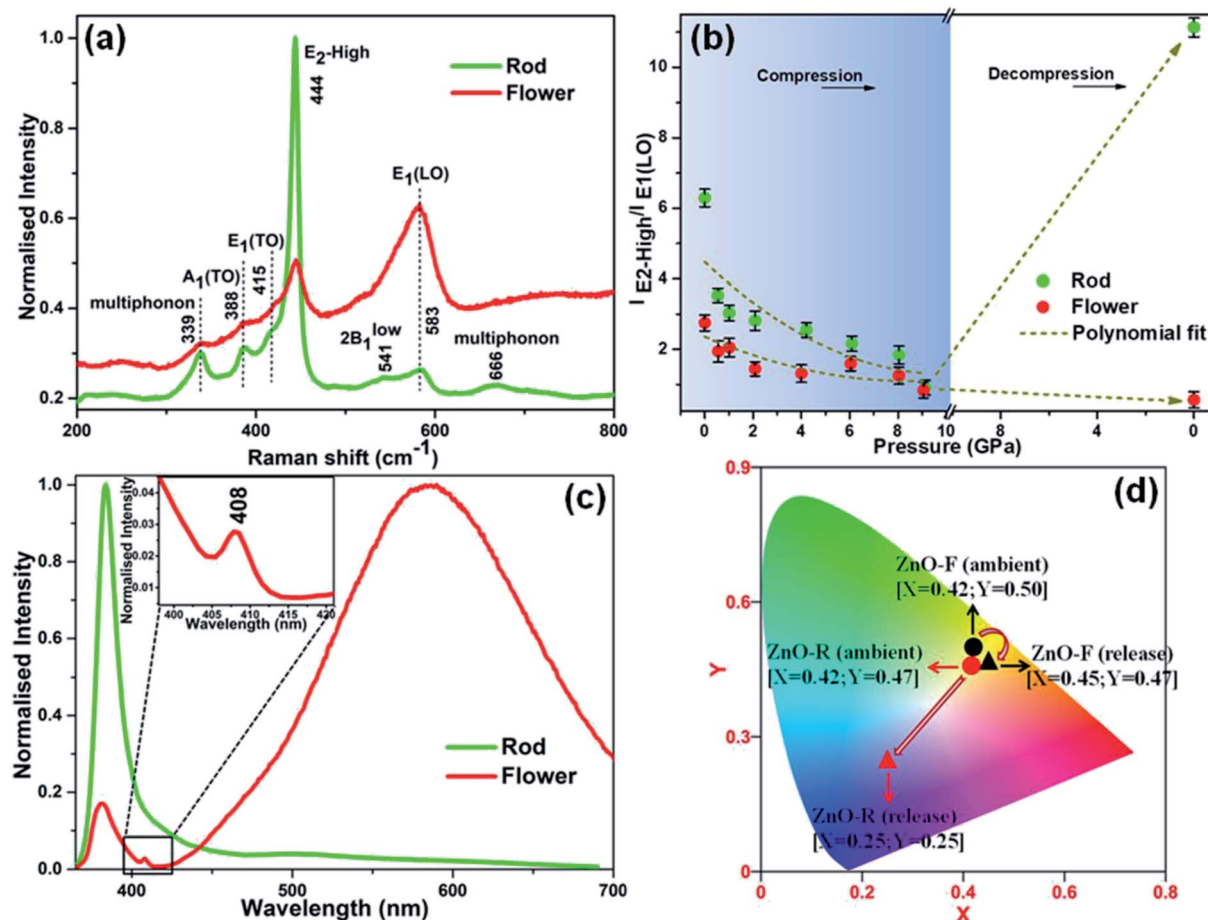 (a)
E2-High
444
Rod
Flower
E1(LO)
E1(TO)
A1(TO)
multiphonon
339
388
415
2B1low
541
583
multiphonon
666
1.0
0.8
0.6
0.4
0.2
Normalised Intensity
200 300 400 500 600 700 800
Raman shift (cm-1)
(b)
Compression
Decompression
Rod
Flower
Polynomial fit
I E2-High/I E1(LO)
11
8
6
4
2
0 2 4 6 8 10 8 4 0
Pressure (GPa)
(c)
408
0.04
0.03
0.02
0.01
Normalised Intensity
400 405 410 415 420
Wavelength (nm)
Rod
Flower
1.0
0.8
0.6
0.4
0.2
0.0
Normalised Intensity
400 500 600 700
Wavelength (nm)
(d)
ZnO-F (ambient)
[X=0.42;Y=0.50]
ZnO-R (ambient)
[X=0.42;Y=0.47]
ZnO-F (release)
[X=0.45;Y=0.47]
ZnO-R (release)
[X=0.25;Y=0.25]
0.9
0.6
0.3
0
Y
0 0.2 0.4 0.6 0.8
X